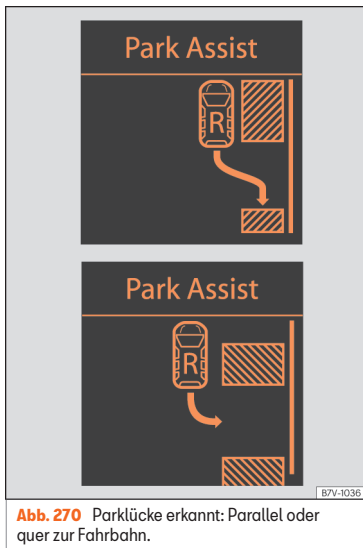 Park Assist
R
Park Assist
R
B7V-1036
Abb. 270 Parklücke erkannt: Parallel oder
quer zur Fahrbahn.